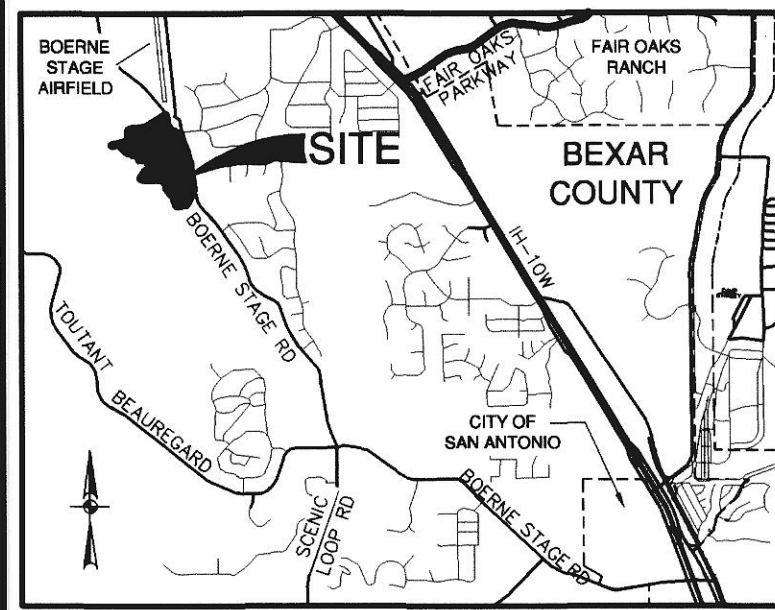 BOERNE
STAGE
AIRFIELD
FAIR OAKS
PARKWAY
FAIR OAKS
RANCH
SITE
BEXAR
COUNTY
BOERNE STAGE RD
IH-10W
TOUTANT
BEAUREGARD
CITY OF
SAN ANTONIO
SCENIC
LOOP RD
BOERNE STAGE RD